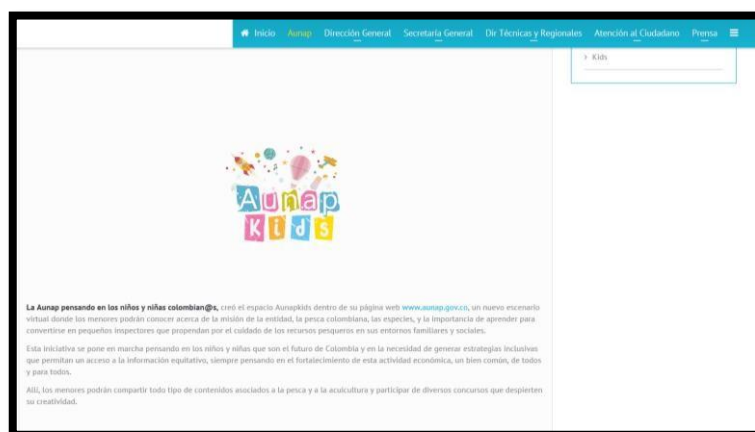 Inicio Aunap Dirección General Secretaría General Dir Técnicas y Regionales Atención al Ciudadano Prensa
> Kids
Aunap
Kids
La Aunap pensando en los niños y niñas colombian@s, creó el espacio Aunapkids dentro de su página web www.aunap.gov.co, un nuevo escenario
virtual donde los menores podrán conocer acerca de la misión de la entidad, la pesca colombiana, las especies, y la importancia de aprender para
convertirse en pequeños inspectores que propendan por el cuidado de los recursos pesqueros en sus entornos familiares y sociales.
Esta iniciativa se pone en marcha pensando en los niños y niñas que son el futuro de Colombia y en la necesidad de generar estrategias inclusivas
que permitan un acceso a la información equitativo, siempre pensando en el fortalecimiento de esta actividad económica, un bien común, de todos
y para todos.
Allí, los menores podrán compartir todo tipo de contenidos asociados a la pesca y a la acuicultura y participar de diversos concursos que despierten
su creatividad.